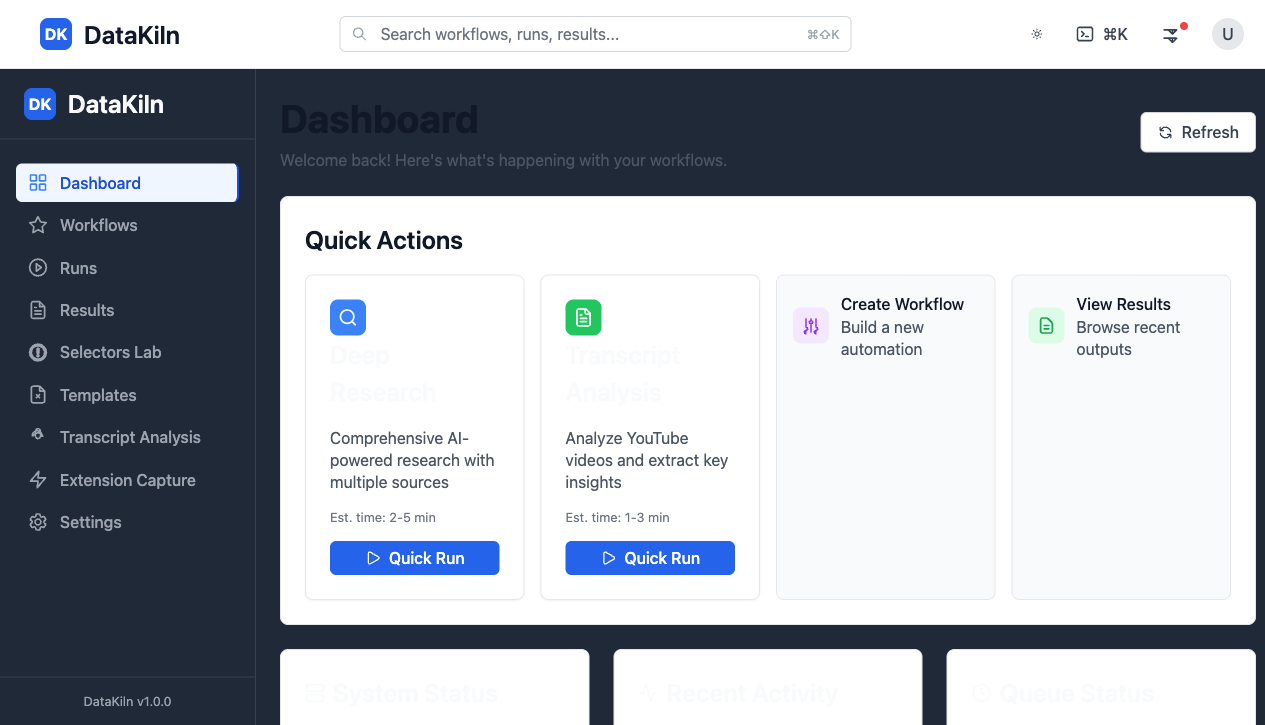 DK DataKiln
Search workflows, runs, results... ⌘⇧K
⌘K
U
DK DataKiln
Dashboard
Workflows
Runs
Results
Selectors Lab
Templates
Transcript Analysis
Extension Capture
Settings
DataKiln v1.0.0
Dashboard
Welcome back! Here's what's happening with your workflows.
Refresh
Quick Actions
Deep
Research
Comprehensive AI-
powered research with
multiple sources
Est. time: 2-5 min
Quick Run
Transcript
Analysis
Analyze YouTube
videos and extract key
insights
Est. time: 1-3 min
Quick Run
Create Workflow
Build a new
automation
View Results
Browse recent
outputs
System Status
Recent Activity
Queue Status